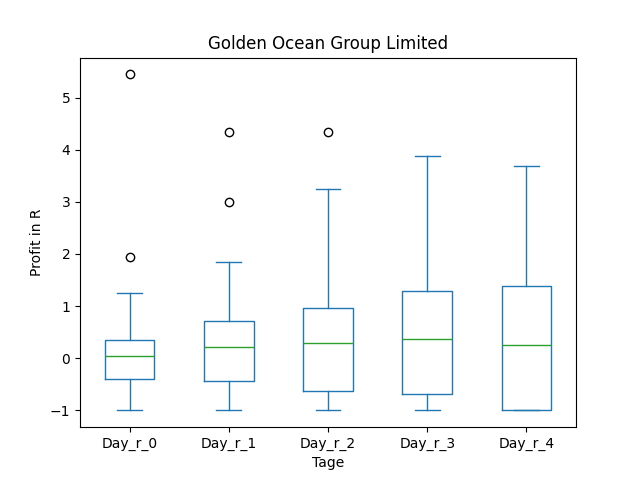 Golden Ocean Group Limited
Profit in R
5
4
3
2
1
0
−1
Day_r_0 Day_r_1 Day_r_2 Day_r_3 Day_r_4
Tage